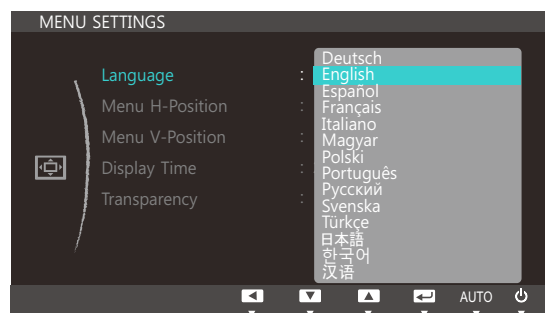 MENU SETTINGS
Language :
Menu H-Position :
Menu V-Position :
Display Time :
Transparency :
Deutsch
English
Español
Français
Italiano
Magyar
Polski
Português
Русский
Svenska
Türkçe
日本語
한국어
汉语
AUTO